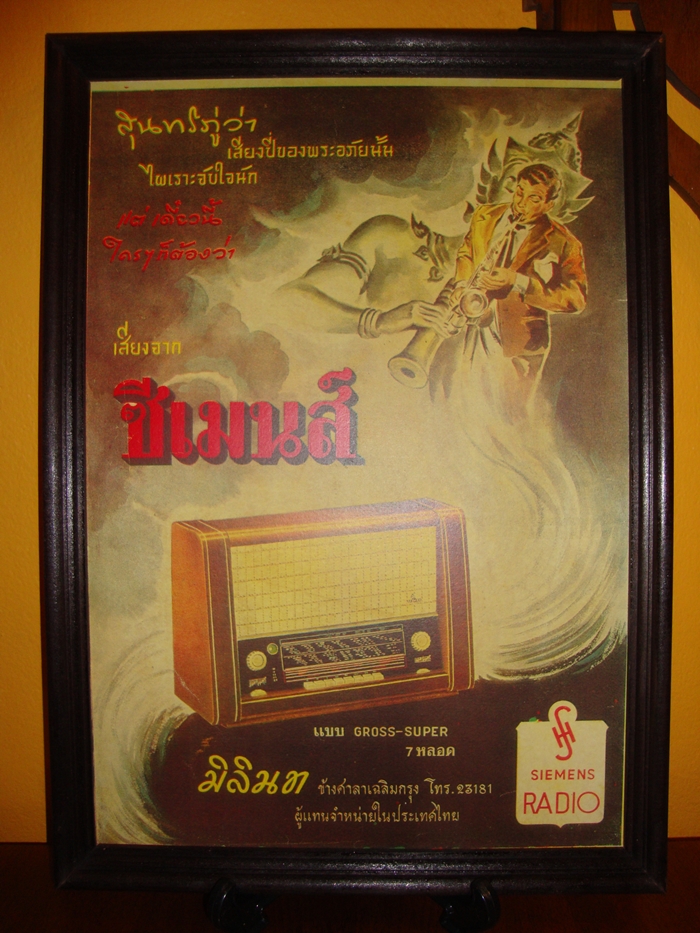 สุนทรภู่ว่า
เสียงปี่ของพระอภัยนั้น
ไพเราะจับใจนัก
แต่เดี๋ยวนี้
ใครๆก็ต้องว่า
เสียงจาก
ซีเมนส์
แบบ GROSS-SUPER
7 หลอด
มิลินท ข้างศาลาเฉลิมกรุง โทร. 23181
ผู้แทนจำหน่ายในประเทศไทย
SH
SIEMENS
RADIO